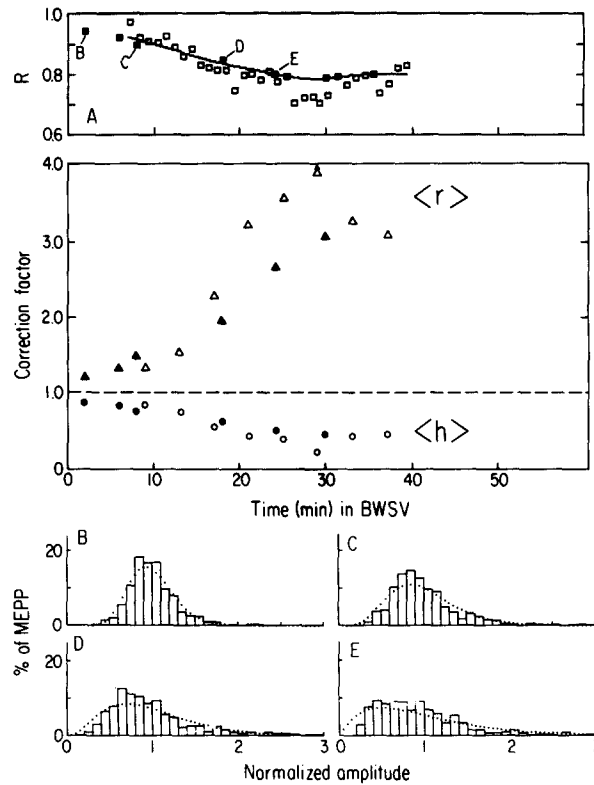 1.0
0.8
0.6
R
A
B
C
D
E
4.0
3.0
2.0
1.0
0
Correction factor
<r>
<h>
0 10 20 30 40 50
Time (min) in BWSV
B
C
20
0
D
E
20
0
0 1 2 3
0 1 2
% of MEPP
Normalized amplitude